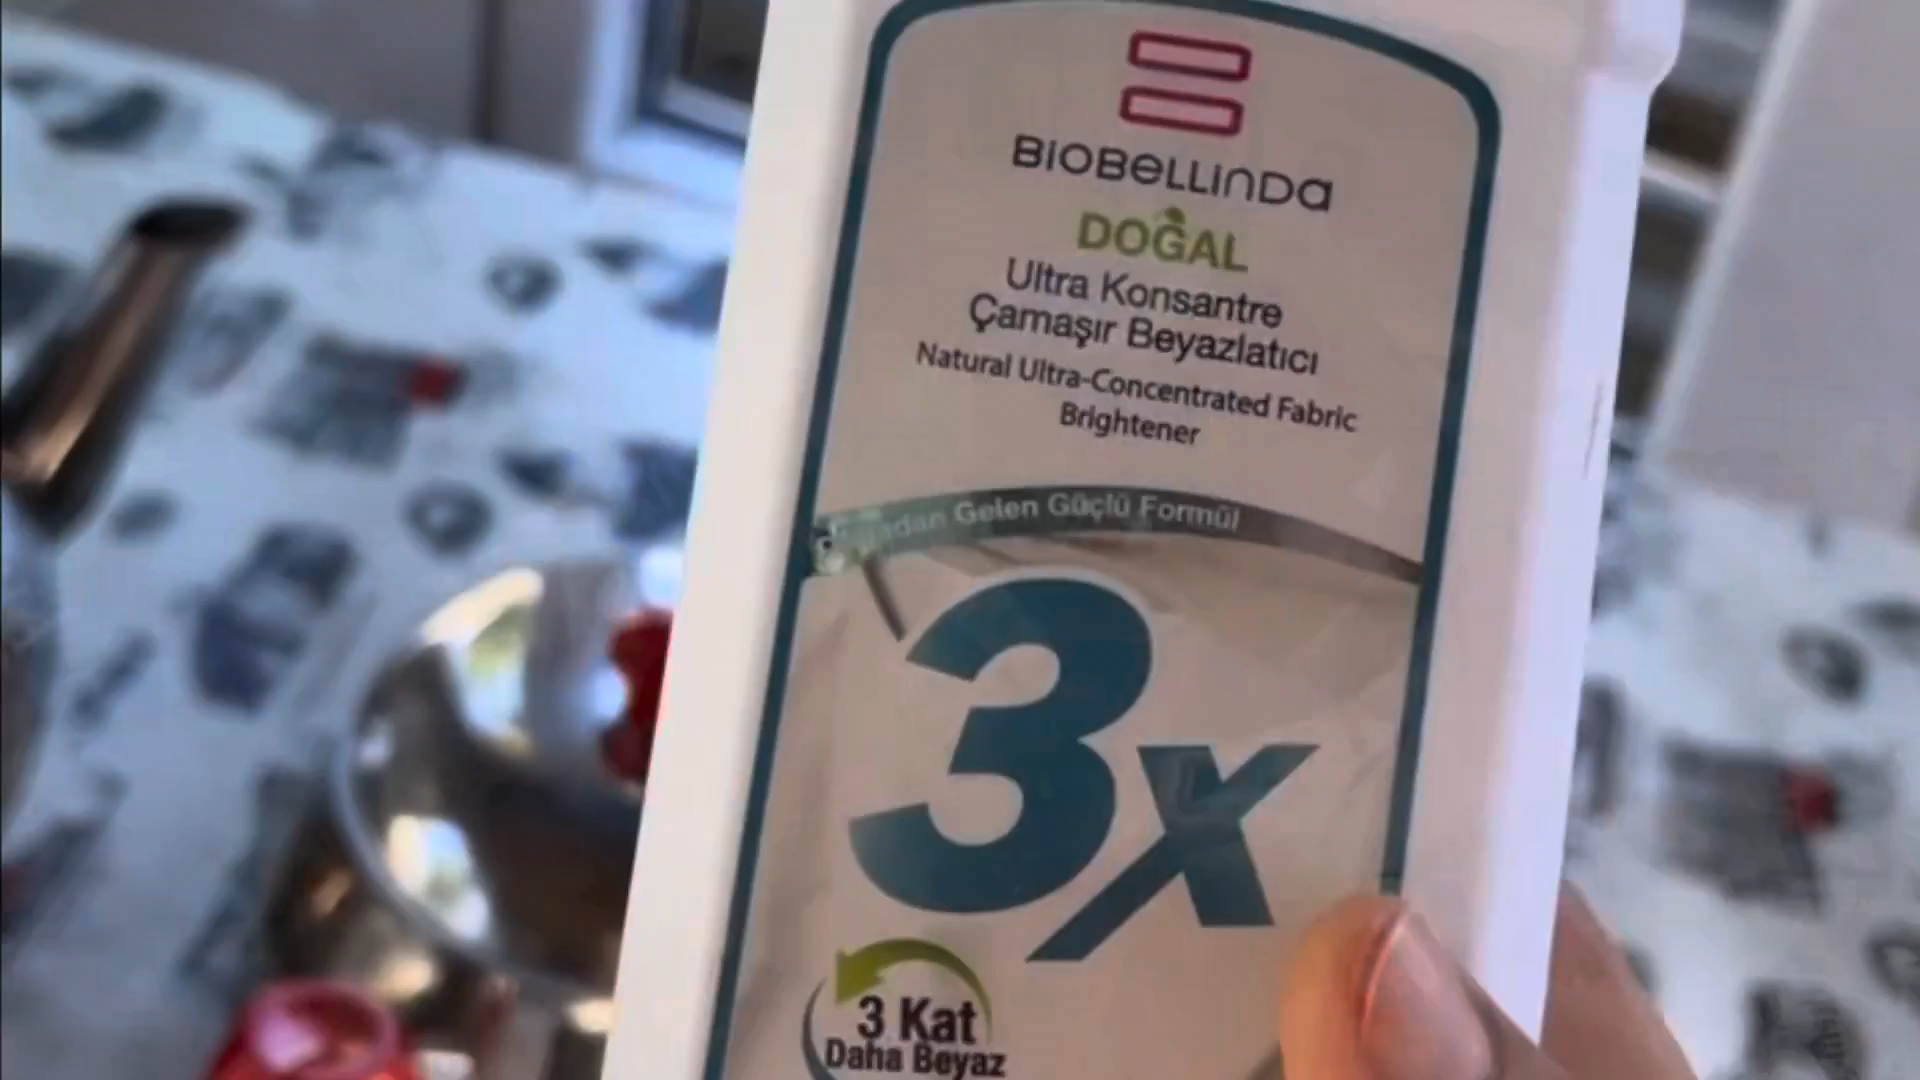 BIOBELLINDA
DOĞAL
Ultra Konsantre
Çamaşır Beyazlatıcı
Natural Ultra-Concentrated Fabric
Brightener
Gelen Güçlü Formül
3x
3 Kat
Daha Beyaz